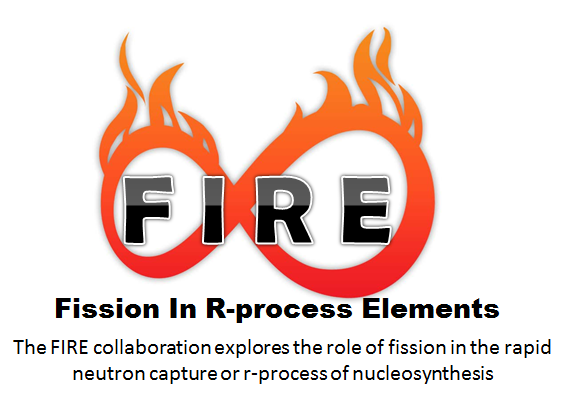 FIRE
Fission In R-process Elements
The FIRE collaboration explores the role of fission in the rapid
neutron capture or r-process of nucleosynthesis